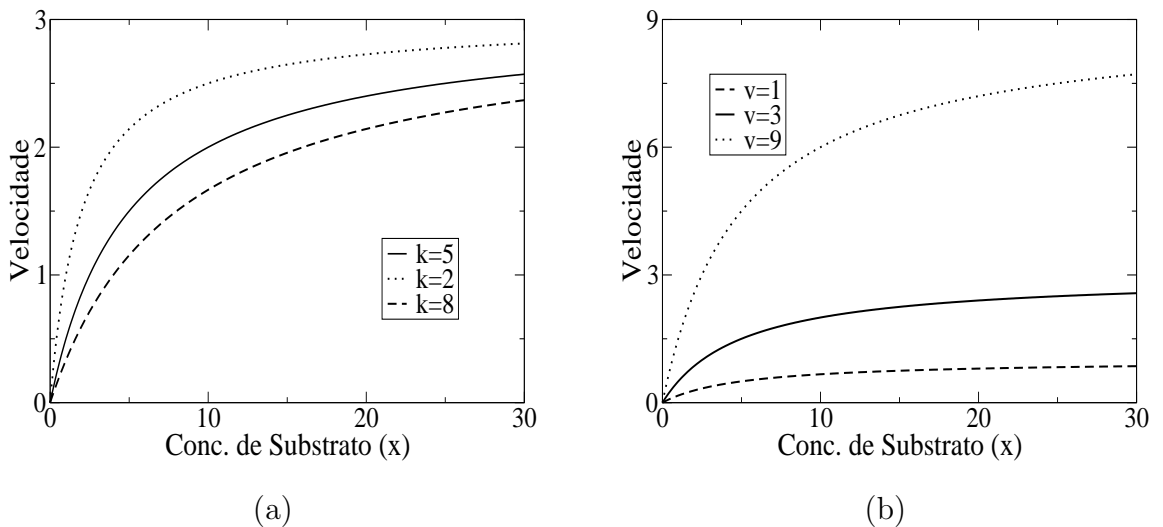 3
2
1
0
Velocidade
k=5
k=2
k=8
0
10
20
30
Conc. de Substrato (x)
(a)
9
6
3
0
Velocidade
v=1
v=3
v=9
0
10
20
30
Conc. de Substrato (x)
(b)